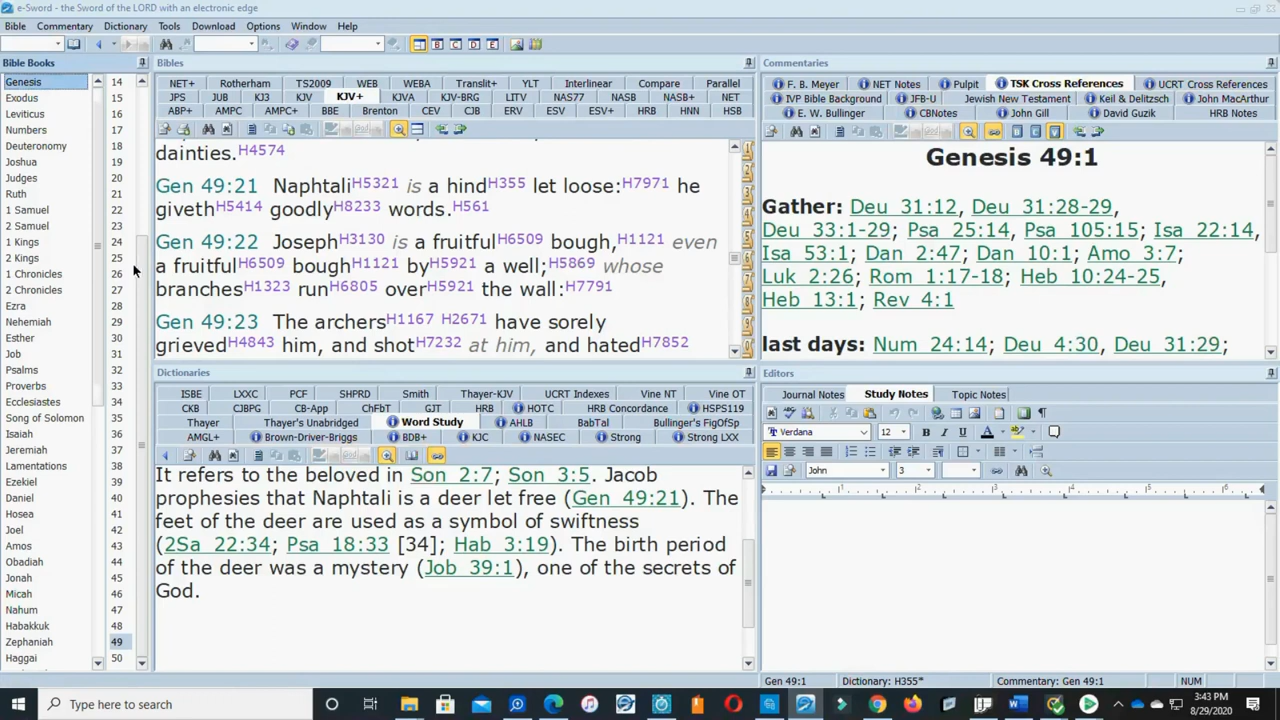 e-Sword - the Sword of the LORD with an electronic edge
Bible Commentary Dictionary Tools Download Options Window Help
B C D E
Bible Books
Genesis
Exodus
Leviticus
Numbers
Deuteronomy
Joshua
Judges
Ruth
1 Samuel
2 Samuel
1 Kings
2 Kings
1 Chronicles
2 Chronicles
Ezra
Nehemiah
Esther
Job
Psalms
Proverbs
Ecclesiastes
Song of Solomon
Isaiah
Jeremiah
Lamentations
Ezekiel
Daniel
Hosea
Joel
Amos
Obadiah
Jonah
Micah
Nahum
Habakkuk
Zephaniah
Haggai
14
15
16
17
18
19
20
21
22
23
24
25
26
27
28
29
30
31
32
33
34
35
36
37
38
39
40
41
42
43
44
45
46
47
48
49
50
Bibles
NET+ Rotherham TS2009 WEB WEBA Translit+ YLT Interlinear Compare Parallel
JPS JUB KJ3 KJV KJV+ KJVA KJV-BRG LITV NAS77 NASB NASB+ NET
ABP+ AMPC AMPC+ BBE Brenton CEV CJB ERV ESV ESV+ HRB HNN HSB
dainties.H4574
Gen 49:21 NaphtaliH5321 is a hindH355 let loose:H7971 he
givethH5414 goodlyH8233 words.H561
Gen 49:22 JosephH3130 is a fruitfulH6509 bough,H1121 even
a fruitfulH6509 boughH1121 byH5921 a well;H5869 whose
branchesH1323 runH6805 overH5921 the wall:H7791
Gen 49:23 The archersH1167 H2671 have sorely
grievedH4843 him, and shotH7232 at him, and hatedH7852
Dictionaries
ISBE LXXC PCF SHPRD Smith Thayer-KJV UCRT Indexes Vine NT Vine OT
CKB CJBPG CB-App ChFbT GJT HRB HOTC HRB Concordance HSPS119
Thayer Thayer's Unabridged Word Study AHLB BabTal Bullinger's FigOfSp
AMGL+ Brown-Driver-Briggs BDB+ KJC NASEC Strong Strong LXX
It refers to the beloved in Son 2:7; Son 3:5. Jacob
prophesies that Naphtali is a deer let free (Gen 49:21). The
feet of the deer are used as a symbol of swiftness
(2Sa 22:34; Psa 18:33 [34]; Hab 3:19). The birth period
of the deer was a mystery (Job 39:1), one of the secrets of
God.
Commentaries
F. B. Meyer NET Notes Pulpit TSK Cross References UCRT Cross References
IVP Bible Background JFB-U Jewish New Testament Keil & Delitzsch John MacArthur
E. W. Bullinger CBNotes John Gill David Guzik HRB Notes
Genesis 49:1
Gather: Deu 31:12, Deu 31:28-29,
Deu 33:1-29; Psa 25:14, Psa 105:15; Isa 22:14,
Isa 53:1; Dan 2:47; Dan 10:1; Amo 3:7;
Luk 2:26; Rom 1:17-18; Heb 10:24-25,
Heb 13:1; Rev 4:1
last days: Num 24:14; Deu 4:30, Deu 31:29;
Editors
Journal Notes Study Notes Topic Notes
Verdana 12 B I U A
John 3
1 2 3 4 5 6
Gen 49:1 Dictionary: H355* Commentary: Gen 49:1 NUM
Type here to search
3:43 PM
8/29/2020